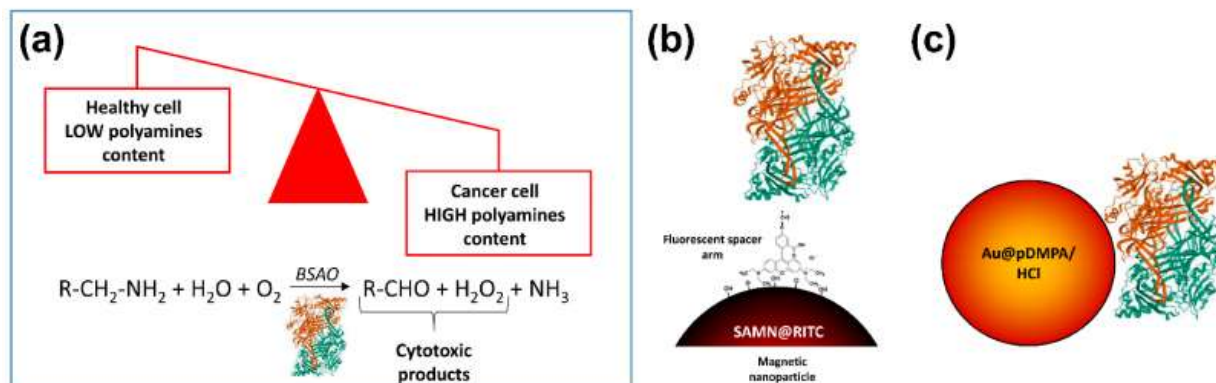 (a)
Healthy cell
LOW polyamines
content
Cancer cell
HIGH polyamines
content
BSAO
R-CH₂-NH₂ + H₂O + O₂ → R-CHO + H₂O₂ + NH₃
Cytotoxic
products
(b)
Fluorescent spacer
arm
SAMN@RITC
Magnetic
nanoparticle
(c)
Au@pDMPA/
HCl